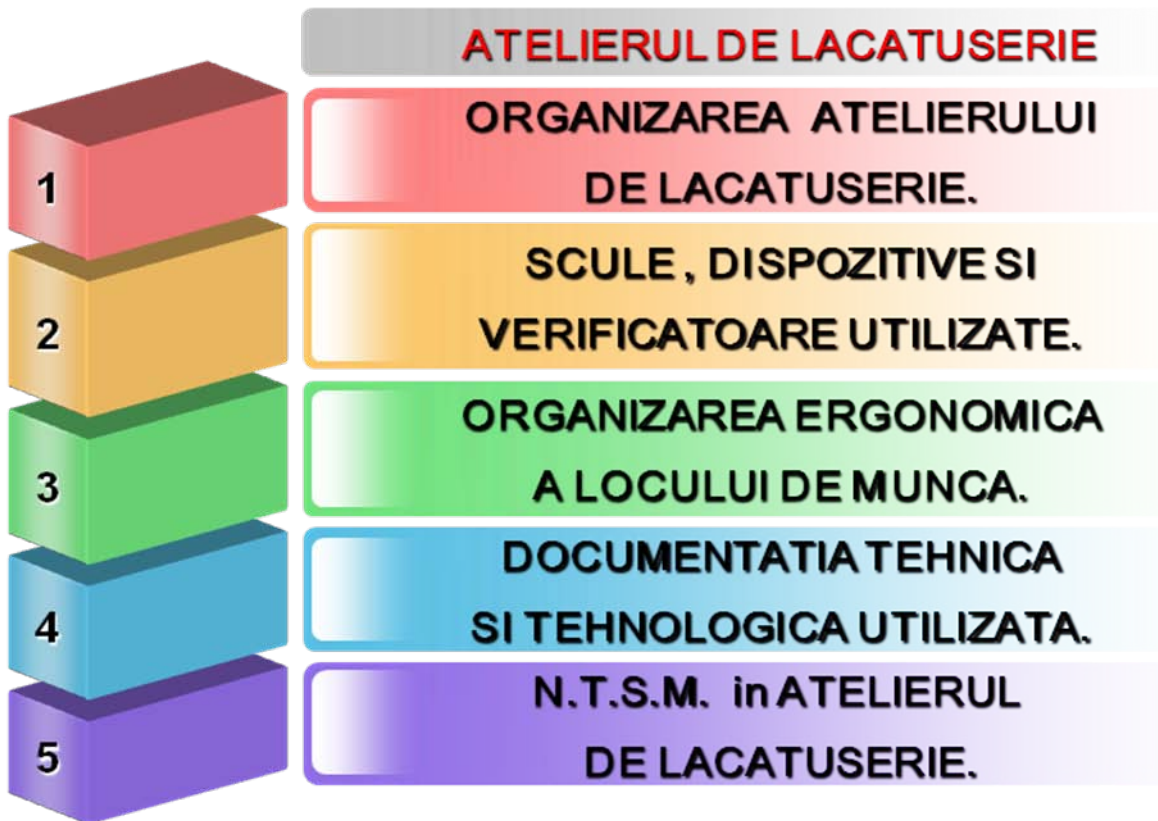 ATELIERUL DE LACATUSERIE
1
ORGANIZAREA ATELIERULUI
DE LACATUSERIE.
2
SCULE , DISPOZITIVE SI
VERIFICATOARE UTILIZATE.
3
ORGANIZAREA ERGONOMICA
A LOCULUI DE MUNCA.
4
DOCUMENTATIA TEHNICA
SI TEHNOLOGICA UTILIZATA.
5
N.T.S.M. in ATELIERUL
DE LACATUSERIE.